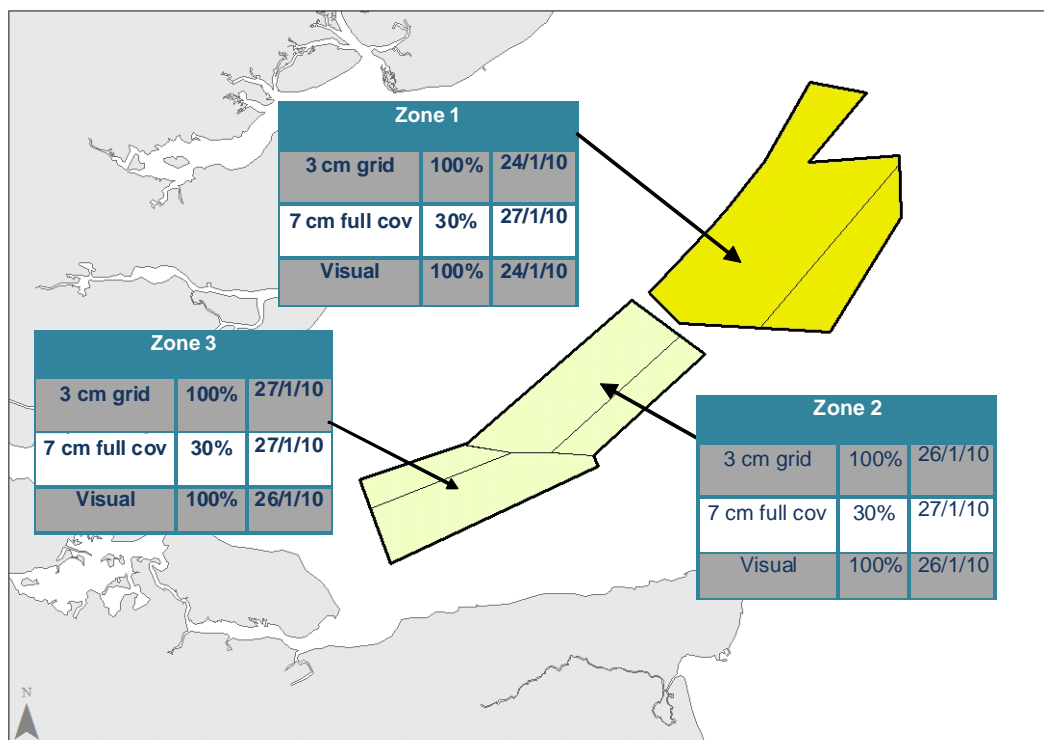 Zone 1
3 cm grid 100% 24/1/10
7 cm full cov 30% 27/1/10
Visual 100% 24/1/10
Zone 3
3 cm grid 100% 27/1/10
7 cm full cov 30% 27/1/10
Visual 100% 26/1/10
Zone 2
3 cm grid 100% 26/1/10
7 cm full cov 30% 27/1/10
Visual 100% 26/1/10
N